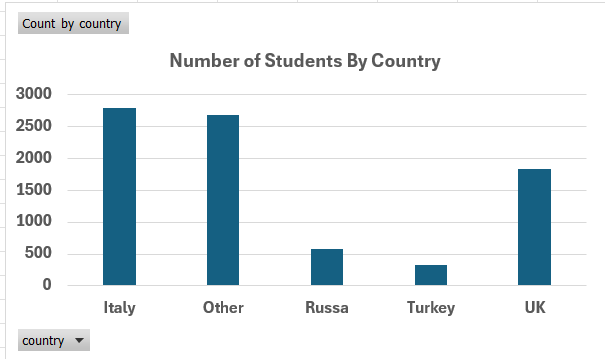 Count by country
Number of Students By Country
3000
2500
2000
1500
1000
500
0
Italy Other Russa Turkey UK
country